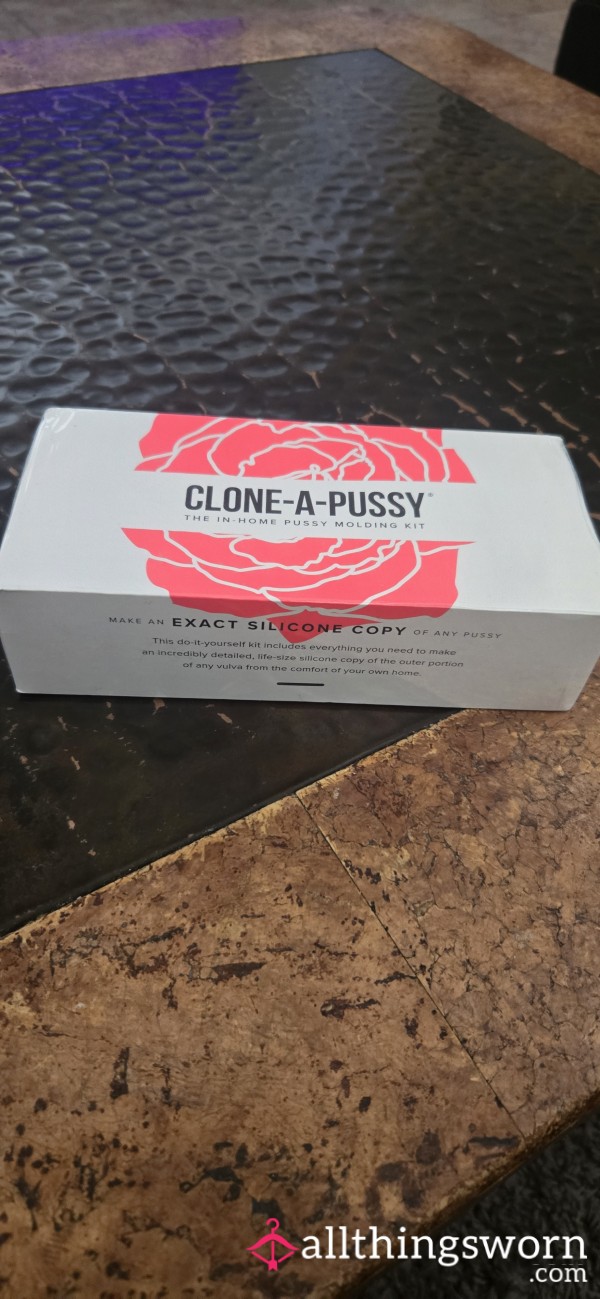 CLONE-A-PUSSY®
THE IN-HOME PUSSY MOLDING KIT
MAKE AN EXACT SILICONE COPY OF ANY PUSSY
This do-it-yourself kit includes everything you need to make
an incredibly detailed, life-size silicone copy of the outer portion
of any vulva from the comfort of your own home.
allthingsworn
.com